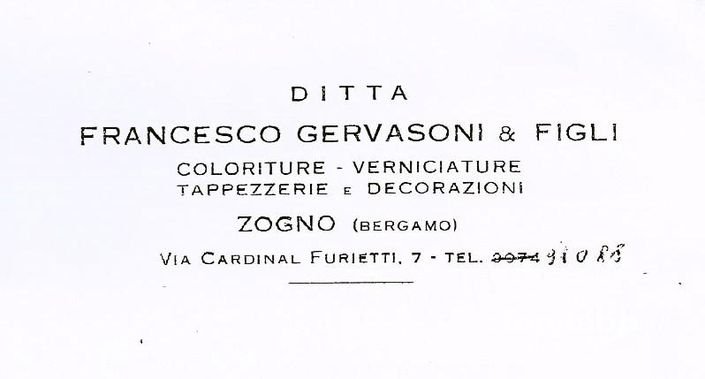 DITTA
FRANCESCO GERVASONI & FIGLI
COLORITURE - VERNICIATURE
TAPPEZZERIE E DECORAZIONI
ZOGNO (BERGAMO)
VIA CARDINAL FURIETTI, 7 - TEL.